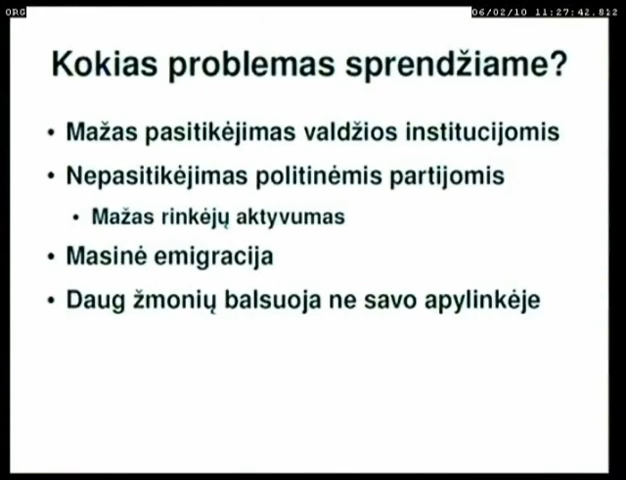 ORG
06/02/10 11:27:42.812
Kokias problemas sprendžiame?
• Mažas pasitikėjimas valdžios institucijomis
• Nepasitikėjimas politinėmis partijomis
• Mažas rinkėjų aktyvumas
• Masinė emigracija
• Daug žmonių balsuoja ne savo apylinkėje